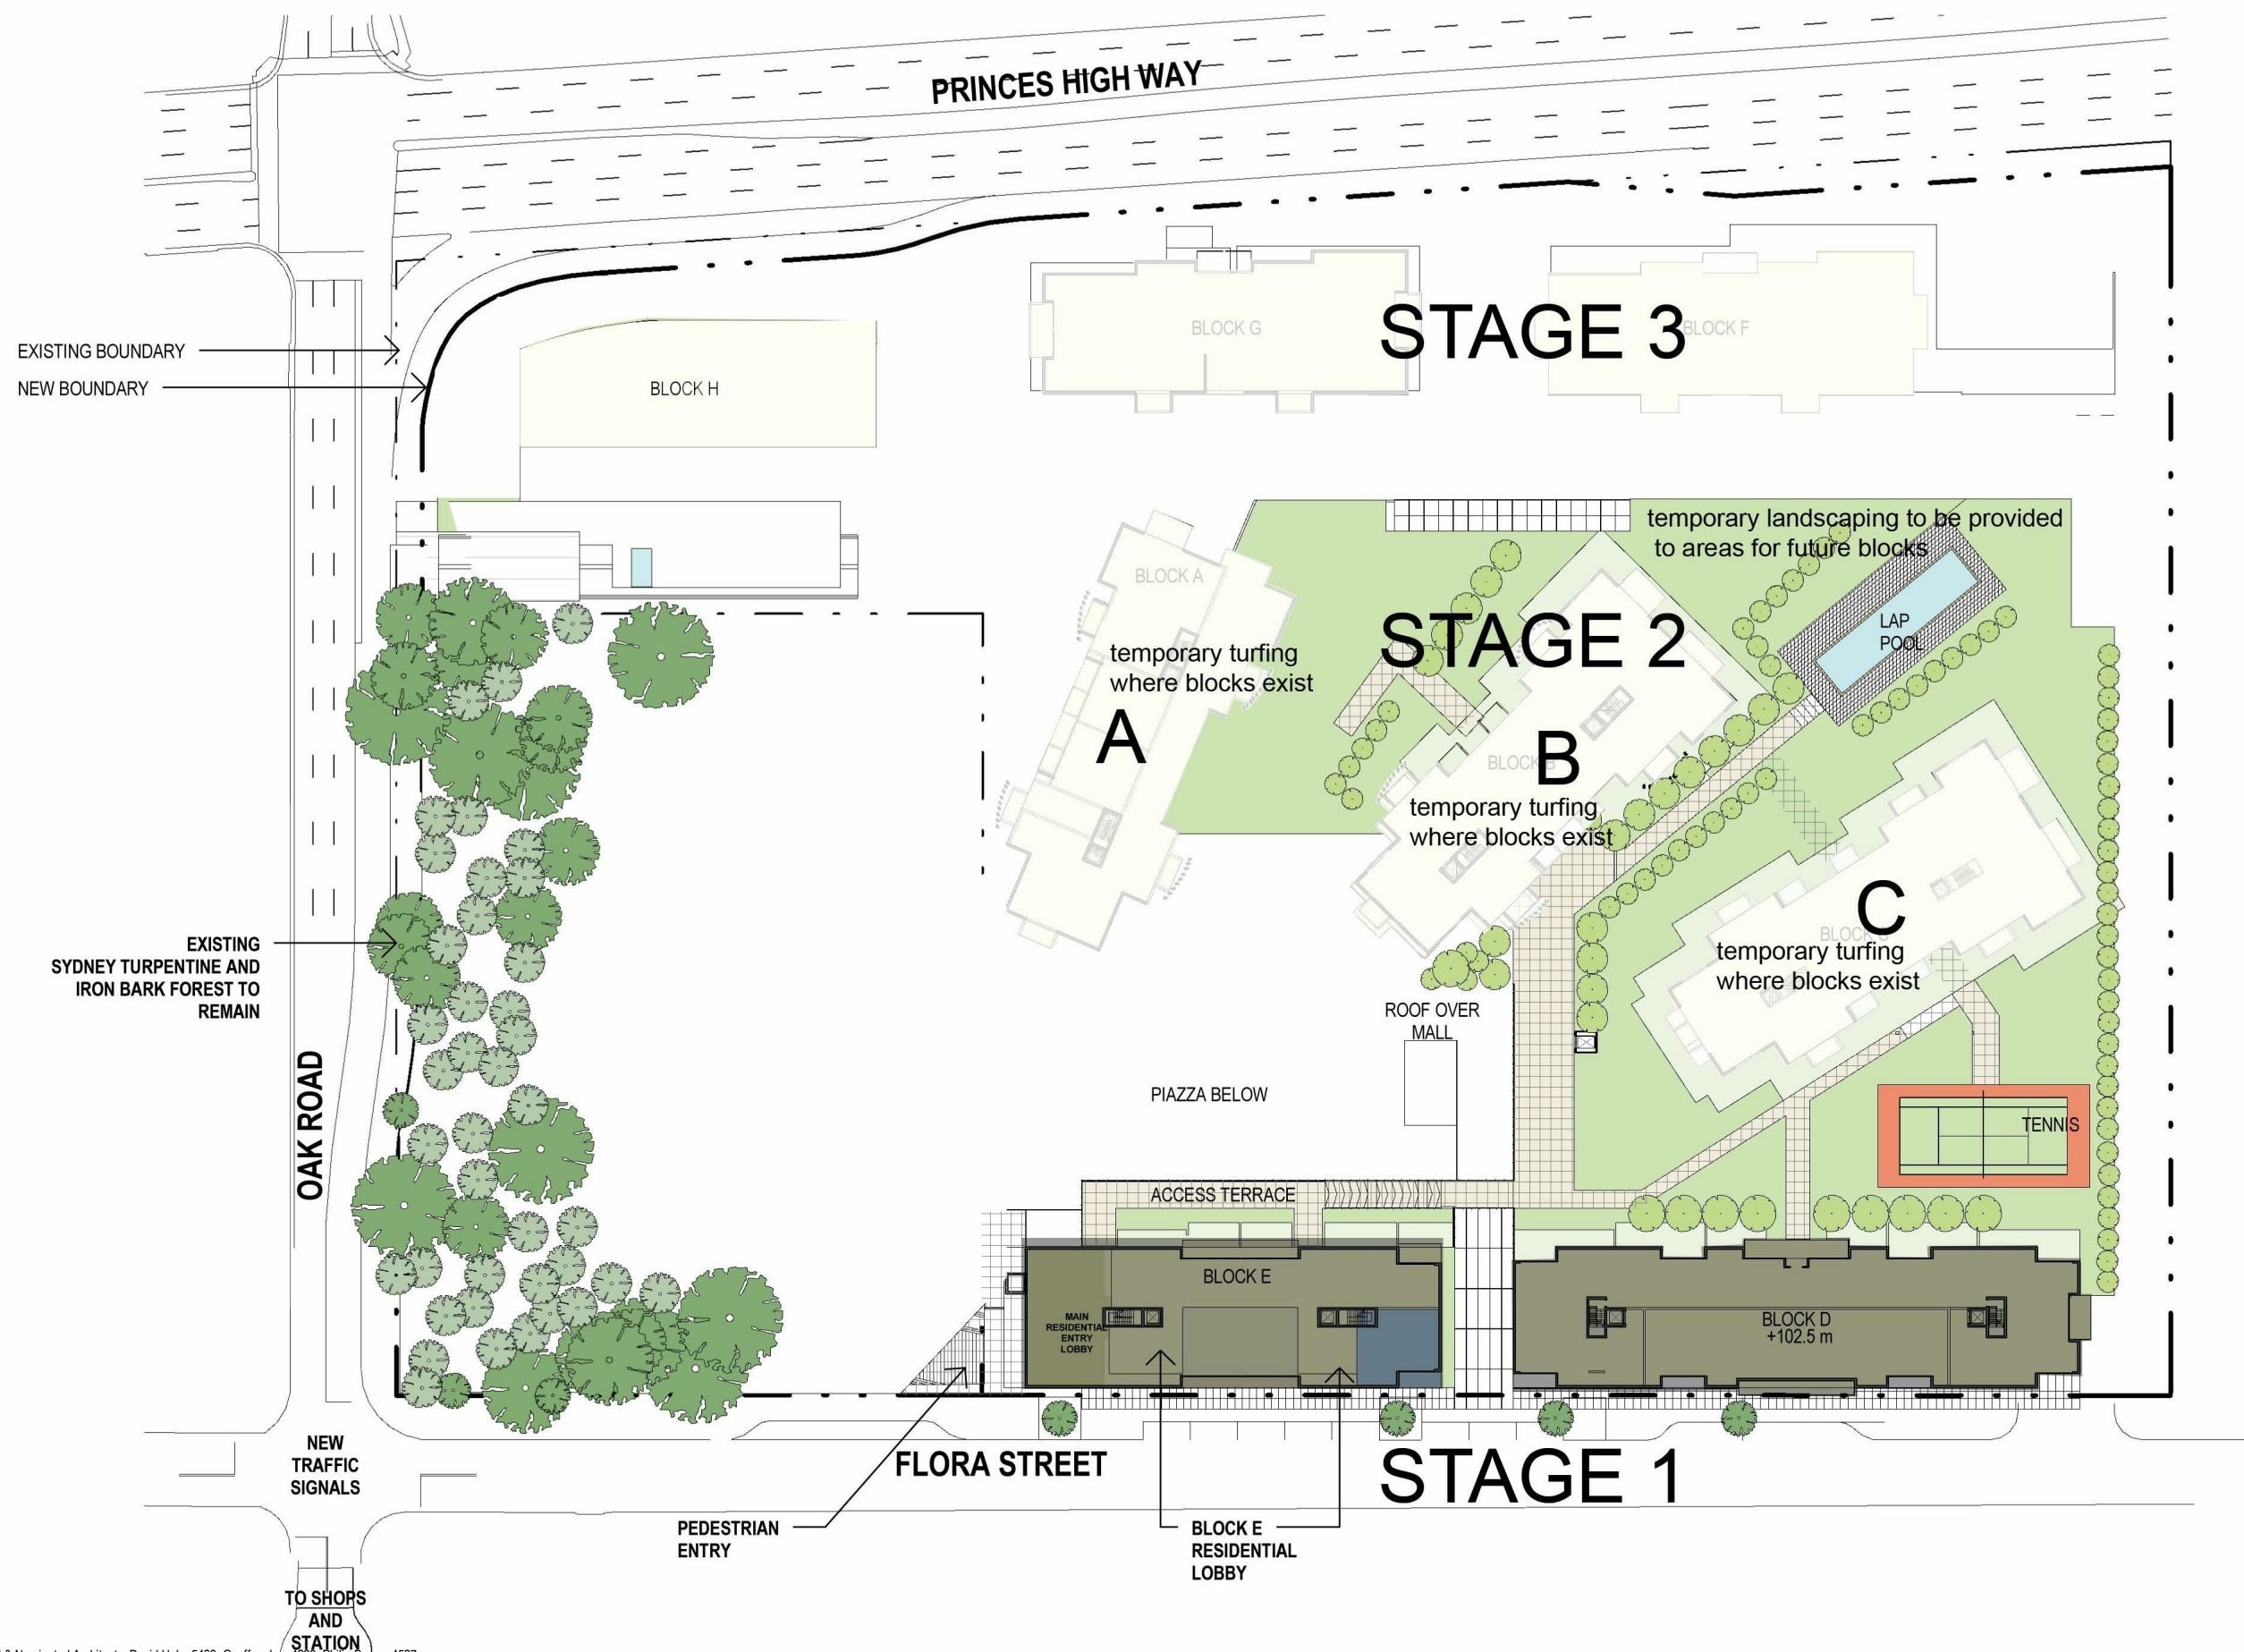 PRINCES HIGH WAY
EXISTING BOUNDARY
NEW BOUNDARY
BLOCK H
BLOCK G
STAGE 3
BLOCK F
temporary landscaping to be provided
to areas for future blocks
BLOCK A
STAGE 2
LAP
POOL
temporary turfing
where blocks exist
A
BLOCK B
B
temporary turfing
where blocks exist
C
BLOCK C
temporary turfing
where blocks exist
EXISTING
SYDNEY TURPENTINE AND
IRON BARK FOREST TO
REMAIN
ROOF OVER
MALL
OAK ROAD
PIAZZA BELOW
TENNIS
ACCESS TERRACE
BLOCK E
MAIN
RESIDENTIAL
ENTRY
LOBBY
BLOCK D
+102.5 m
NEW
TRAFFIC
SIGNALS
FLORA STREET
STAGE 1
PEDESTRIAN
ENTRY
BLOCK E
RESIDENTIAL
LOBBY
TO SHOPS
AND
STATION